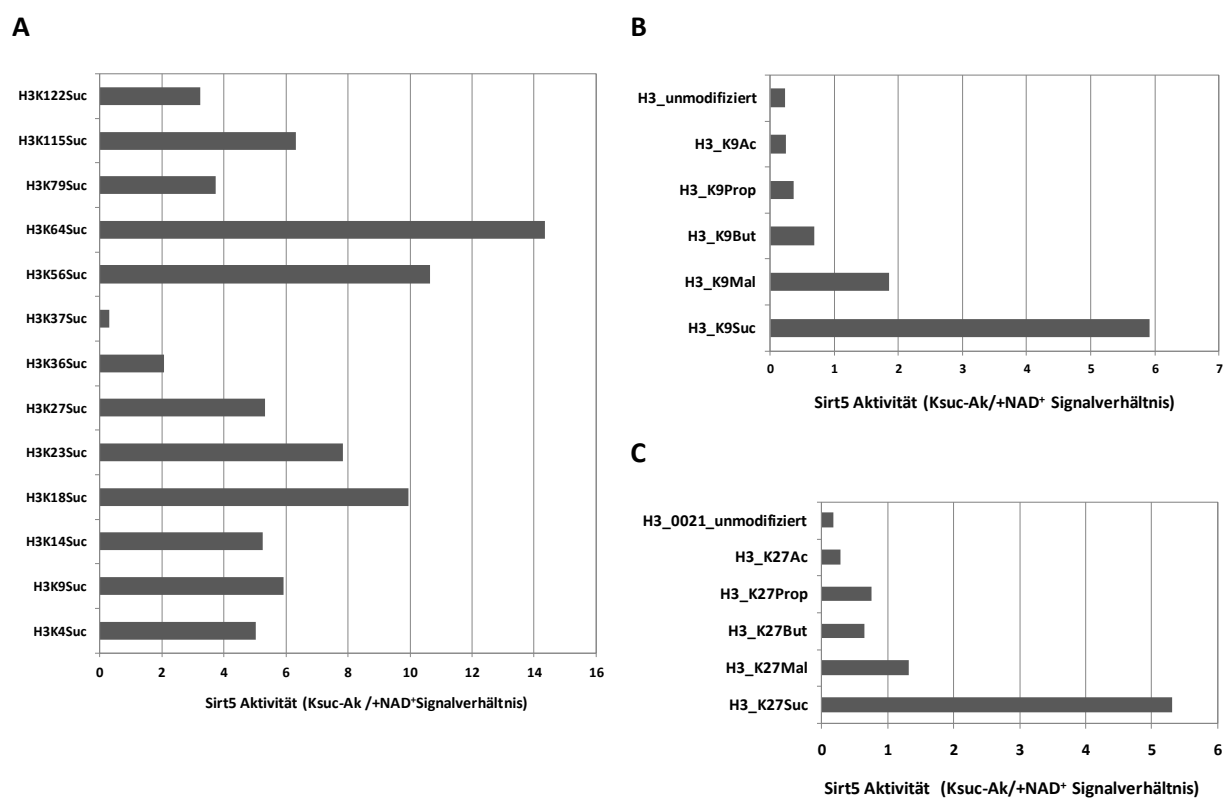 A
H3K122Suc
H3K115Suc
H3K79Suc
H3K64Suc
H3K56Suc
H3K37Suc
H3K36Suc
H3K27Suc
H3K23Suc
H3K18Suc
H3K14Suc
H3K9Suc
H3K4Suc
0 2 4 6 8 10 12 14 16
Sirt5 Aktivität (Ksuc-Ak /+NAD⁺Signalverhältnis)
B
H3_unmodifiziert
H3_K9Ac
H3_K9Prop
H3_K9But
H3_K9Mal
H3_K9Suc
0 1 2 3 4 5 6 7
Sirt5 Aktivität (Ksuc-Ak/+NAD⁺ Signalverhältnis)
C
H3_0021_unmodifiziert
H3_K27Ac
H3_K27Prop
H3_K27But
H3_K27Mal
H3_K27Suc
0 1 2 3 4 5 6
Sirt5 Aktivität (Ksuc-Ak/+NAD⁺ Signalverhältnis)